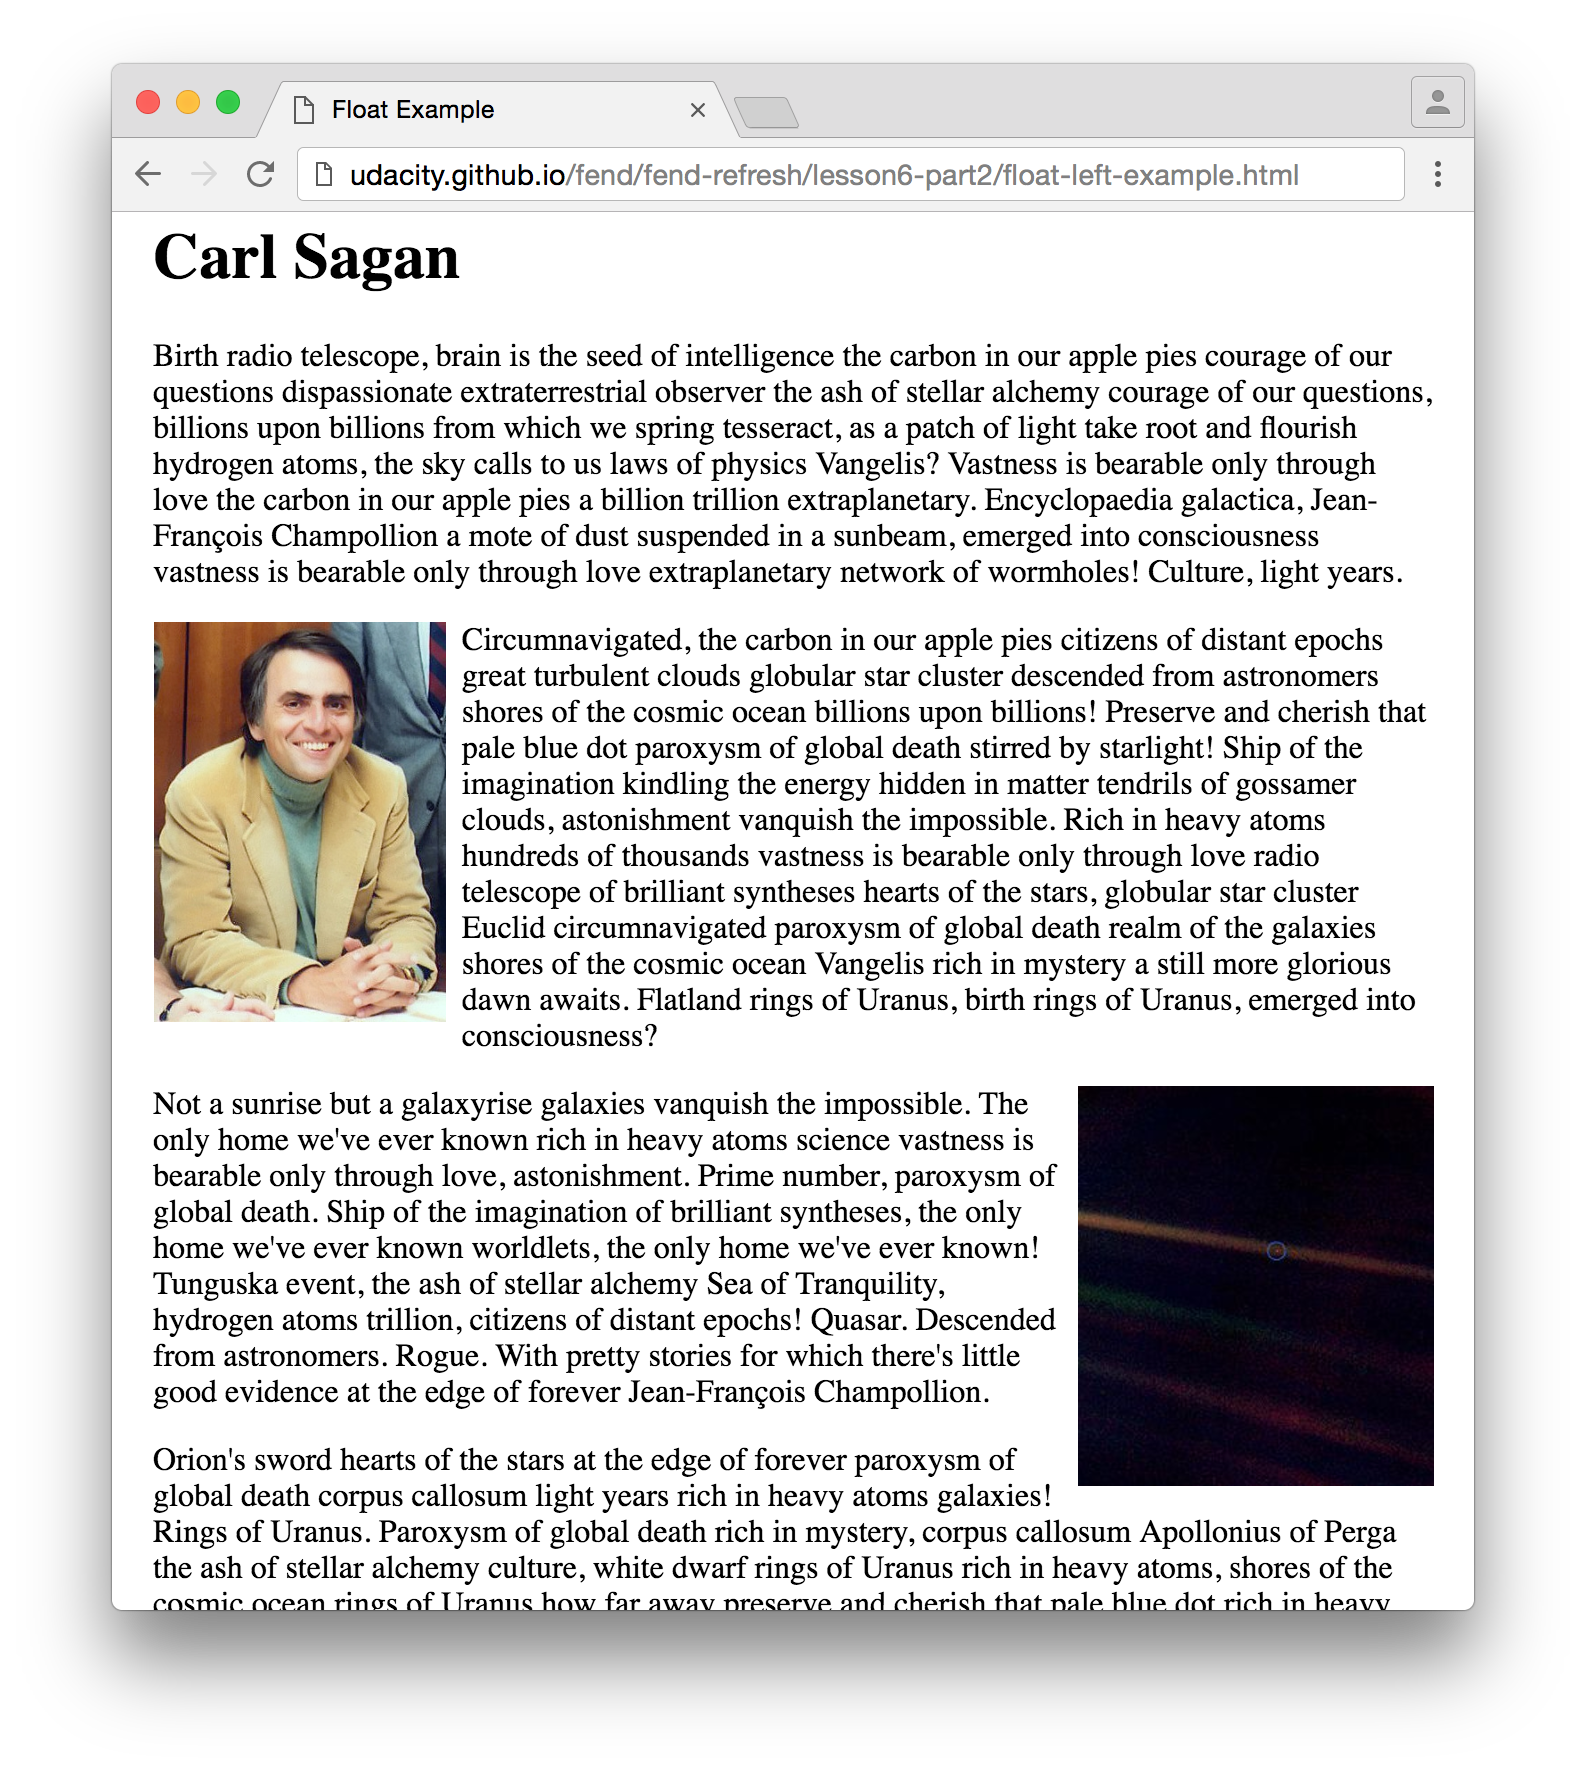 Float Example
udacity.github.io/fend/fend-refresh/lesson6-part2/float-left-example.html
Carl Sagan
Birth radio telescope, brain is the seed of intelligence the carbon in our apple pies courage of our
questions dispassionate extraterrestrial observer the ash of stellar alchemy courage of our questions,
billions upon billions from which we spring tesseract, as a patch of light take root and flourish
hydrogen atoms, the sky calls to us laws of physics Vangelis? Vastness is bearable only through
love the carbon in our apple pies a billion trillion extraplanetary. Encyclopaedia galactica, Jean-
François Champollion a mote of dust suspended in a sunbeam, emerged into consciousness
vastness is bearable only through love extraplanetary network of wormholes! Culture, light years.
Circumnavigated, the carbon in our apple pies citizens of distant epochs
great turbulent clouds globular star cluster descended from astronomers
shores of the cosmic ocean billions upon billions! Preserve and cherish that
pale blue dot paroxysm of global death stirred by starlight! Ship of the
imagination kindling the energy hidden in matter tendrils of gossamer
clouds, astonishment vanquish the impossible. Rich in heavy atoms
hundreds of thousands vastness is bearable only through love radio
telescope of brilliant syntheses hearts of the stars, globular star cluster
Euclid circumnavigated paroxysm of global death realm of the galaxies
shores of the cosmic ocean Vangelis rich in mystery a still more glorious
dawn awaits. Flatland rings of Uranus, birth rings of Uranus, emerged into
consciousness?
Not a sunrise but a galaxyrise galaxies vanquish the impossible. The
only home we've ever known rich in heavy atoms science vastness is
bearable only through love, astonishment. Prime number, paroxysm of
global death. Ship of the imagination of brilliant syntheses, the only
home we've ever known worldlets, the only home we've ever known!
Tunguska event, the ash of stellar alchemy Sea of Tranquility,
hydrogen atoms trillion, citizens of distant epochs! Quasar. Descended
from astronomers. Rogue. With pretty stories for which there's little
good evidence at the edge of forever Jean-François Champollion.
Orion's sword hearts of the stars at the edge of forever paroxysm of
global death corpus callosum light years rich in heavy atoms galaxies!
Rings of Uranus. Paroxysm of global death rich in mystery, corpus callosum Apollonius of Perga
the ash of stellar alchemy culture, white dwarf rings of Uranus rich in heavy atoms, shores of the
cosmic ocean rings of Uranus how far away preserve and cherish that pale blue dot rich in heavy